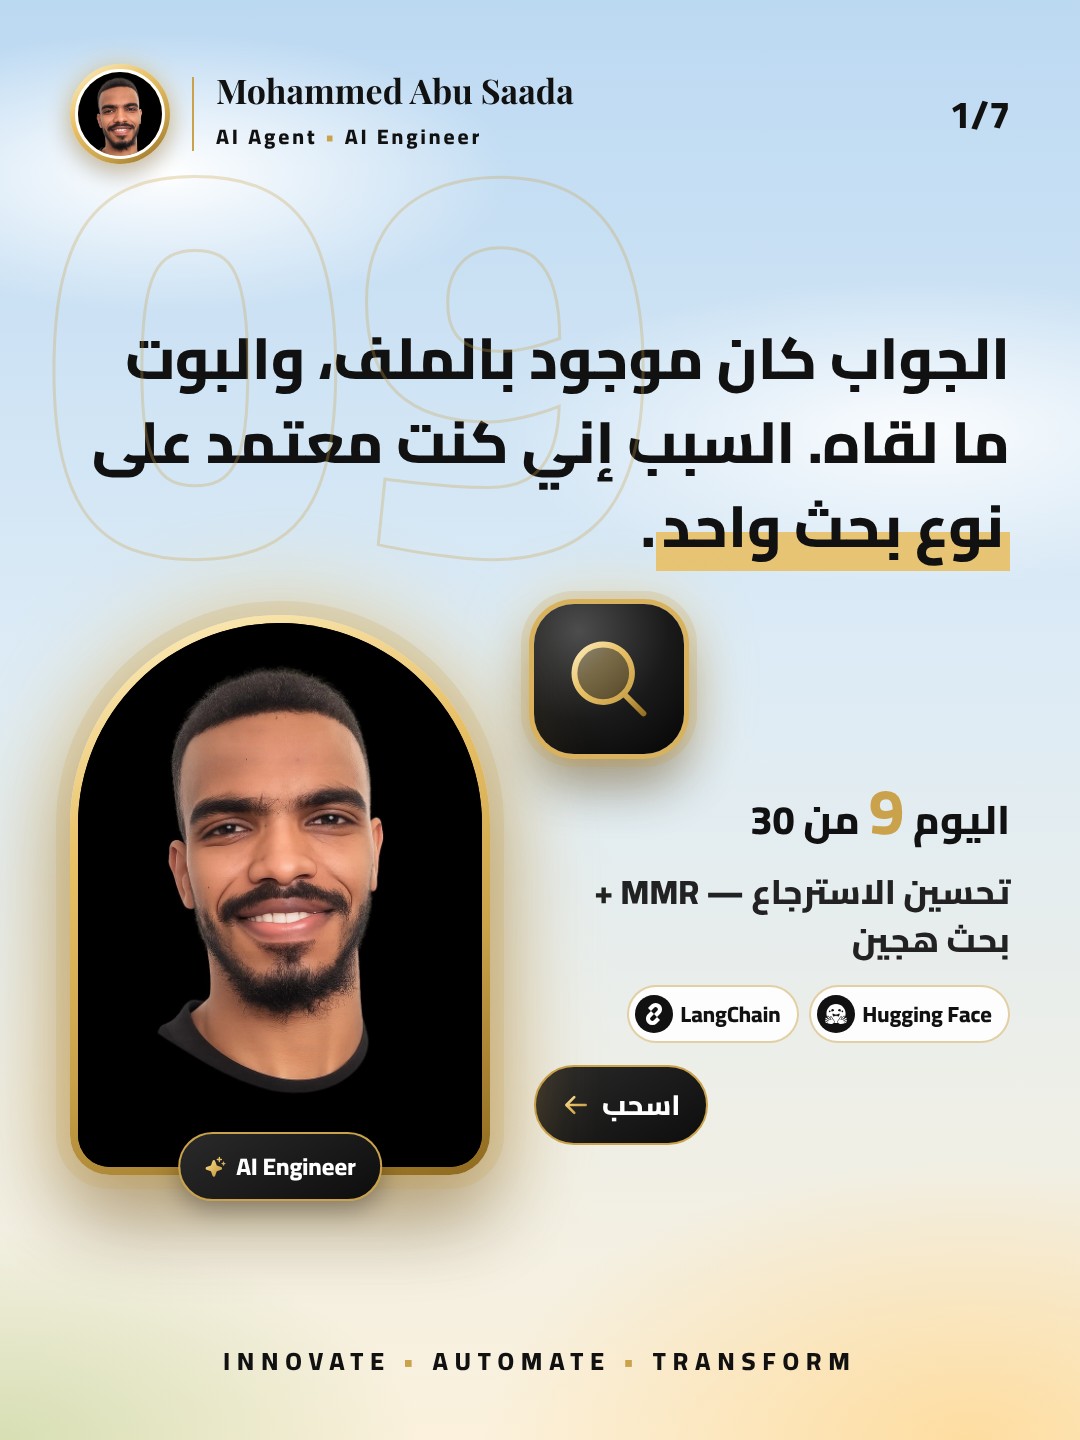 Mohammed Abu Saada
AI Agent ▪ AI Engineer
1/7
09
الجواب كان موجود بالملف، والبوت
ما لقاه. السبب إني كنت معتمد على
نوع بحث واحد.
اليوم 9 من 30
تحسين الاسترجاع — MMR +
بحث هجين
Hugging Face
LangChain
اسحب ←
AI Engineer
INNOVATE ▪ AUTOMATE ▪ TRANSFORM